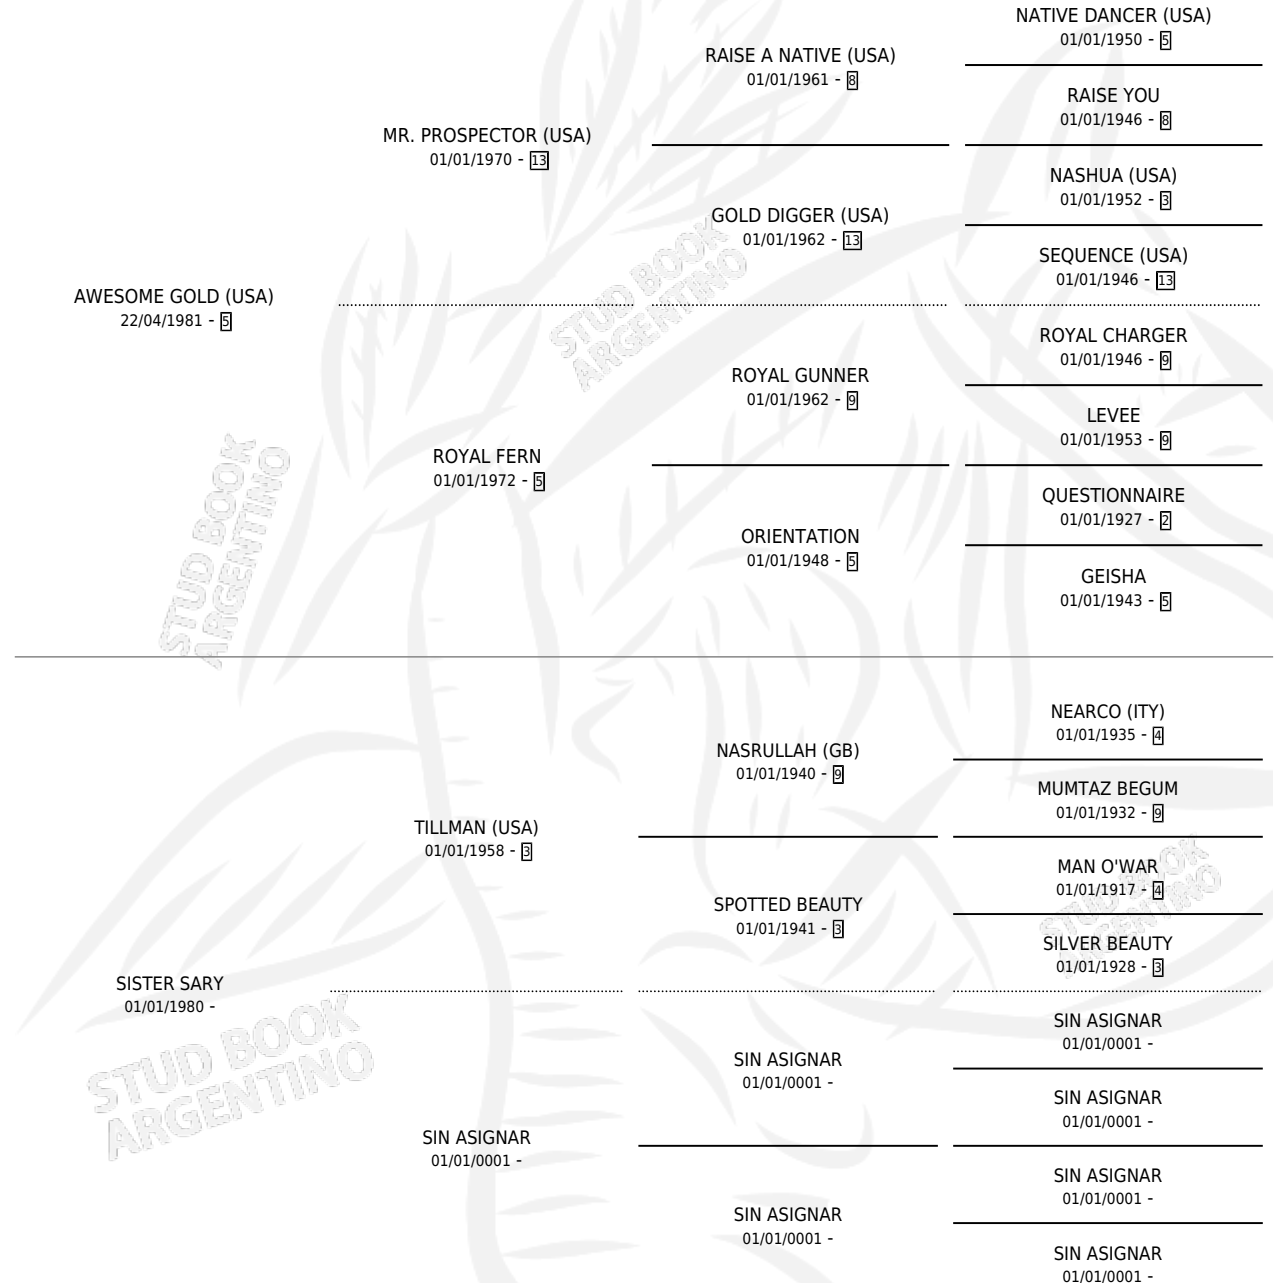 NATIVE DANCER (USA)
01/01/1950 - 5
RAISE A NATIVE (USA)
01/01/1961 - 8
RAISE YOU
01/01/1946 - 8
MR. PROSPECTOR (USA)
01/01/1970 - 13
NASHUA (USA)
01/01/1952 - 3
GOLD DIGGER (USA)
01/01/1962 - 13
SEQUENCE (USA)
01/01/1946 - 13
AWESOME GOLD (USA)
22/04/1981 - 5
STUD BOOK
ARGENTINO
ROYAL CHARGER
01/01/1946 - 9
ROYAL GUNNER
01/01/1962 - 9
LEVEE
01/01/1953 - 9
ROYAL FERN
01/01/1972 - 5
STUD BOOK
ARGENTINO
QUESTIONNAIRE
01/01/1927 - 2
ORIENTATION
01/01/1948 - 5
GEISHA
01/01/1943 - 5
NEARCO (ITY)
01/01/1935 - 4
NASRULLAH (GB)
01/01/1940 - 9
MUMTAZ BEGUM
01/01/1932 - 9
TILLMAN (USA)
01/01/1958 - 3
MAN O'WAR
01/01/1917 - 4
SPOTTED BEAUTY
01/01/1941 - 3
STUD BOOK
ARGENTINO
SILVER BEAUTY
01/01/1928 - 3
SISTER SARY
01/01/1980 -
STUD BOOK
ARGENTINO
SIN ASIGNAR
01/01/0001 -
SIN ASIGNAR
01/01/0001 -
SIN ASIGNAR
01/01/0001 -
SIN ASIGNAR
01/01/0001 -
SIN ASIGNAR
01/01/0001 -
SIN ASIGNAR
01/01/0001 -
SIN ASIGNAR
01/01/0001 -